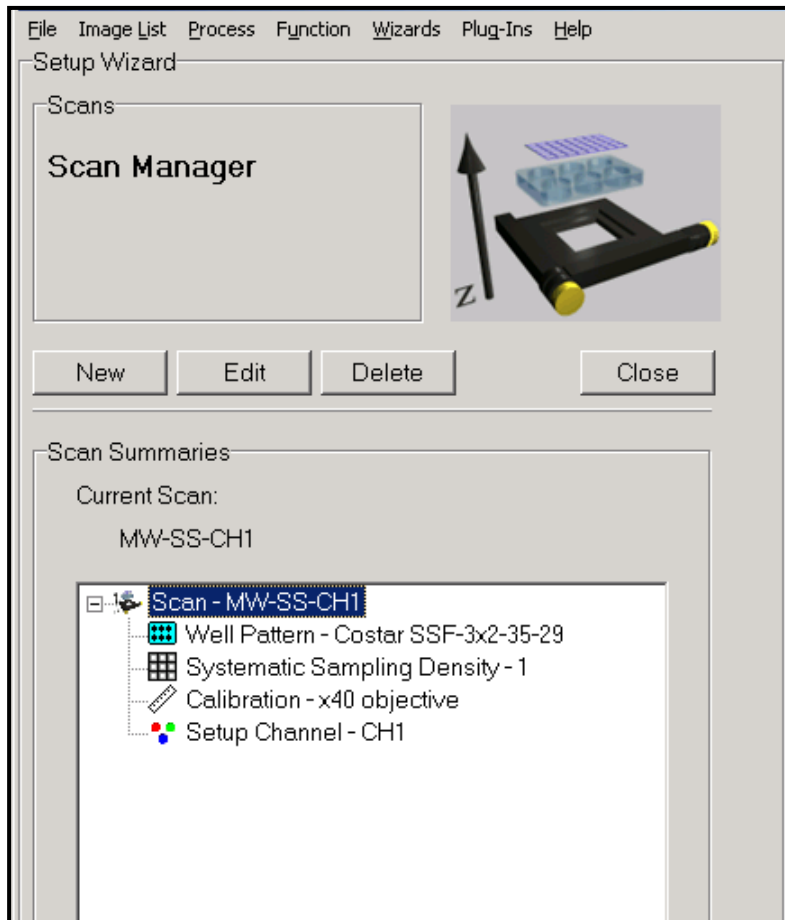 File Image List Process Function Wizards Plug-Ins Help
Setup Wizard
Scans
Scan Manager
Z
New Edit Delete Close
Scan Summaries
Current Scan:
MW-SS-CH1
Scan - MW-SS-CH1
Well Pattern - Costar SSF-3x2-35-29
Systematic Sampling Density - 1
Calibration - x40 objective
Setup Channel - CH1